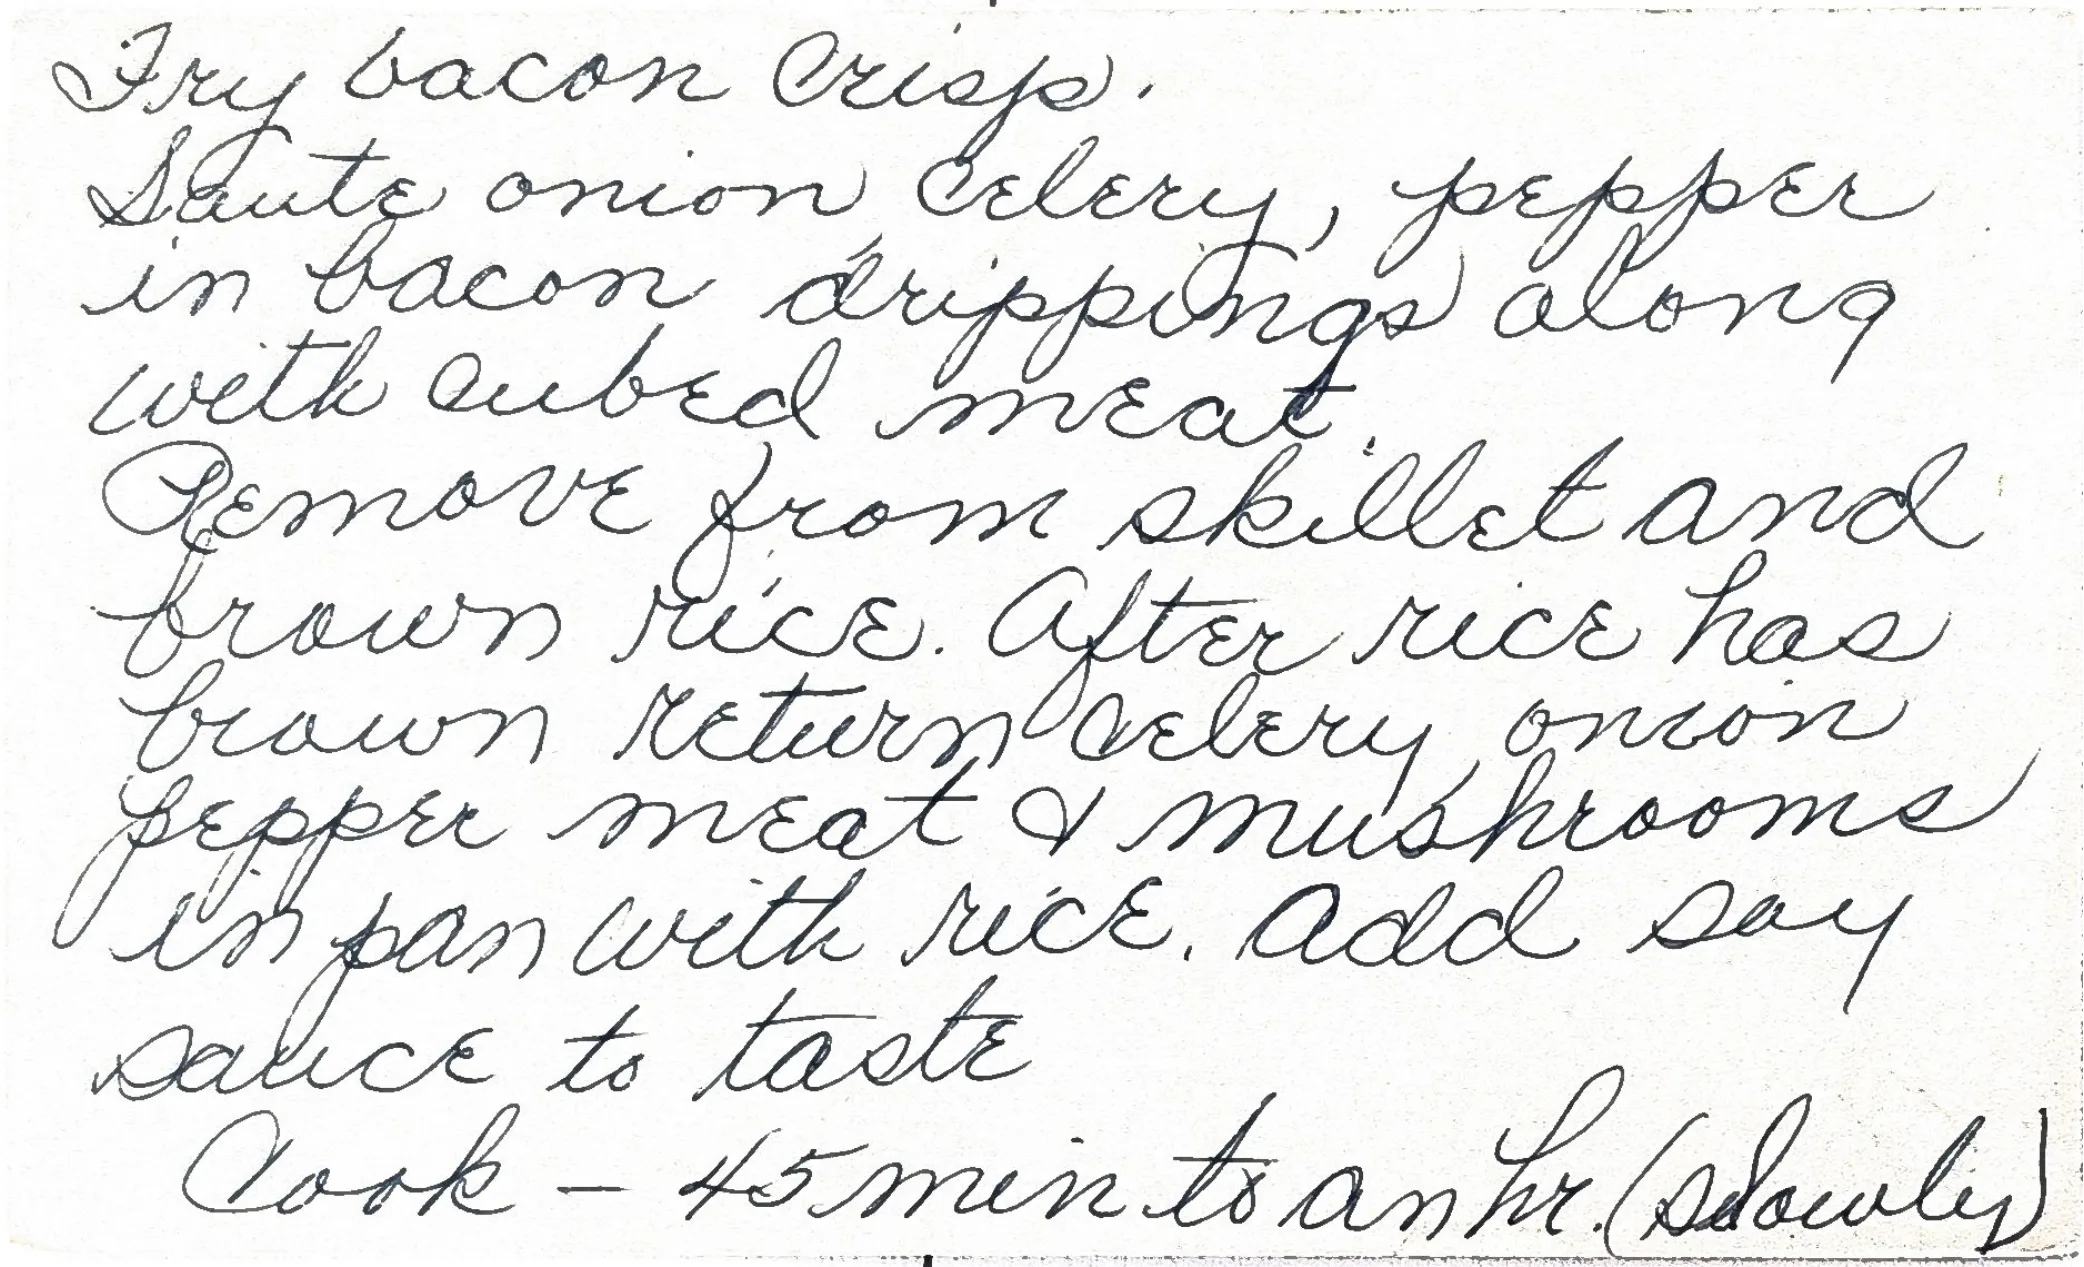 Fry bacon Crisp.
Saute onion, celery, pepper
in bacon drippings along
with cubed meat.
Remove from skillet and
brown rice. After rice has
brown return celery, onion
pepper meat & mushrooms
in pan with rice. Add soy
sauce to taste
Cook – 45 min to an hr. (slowly)